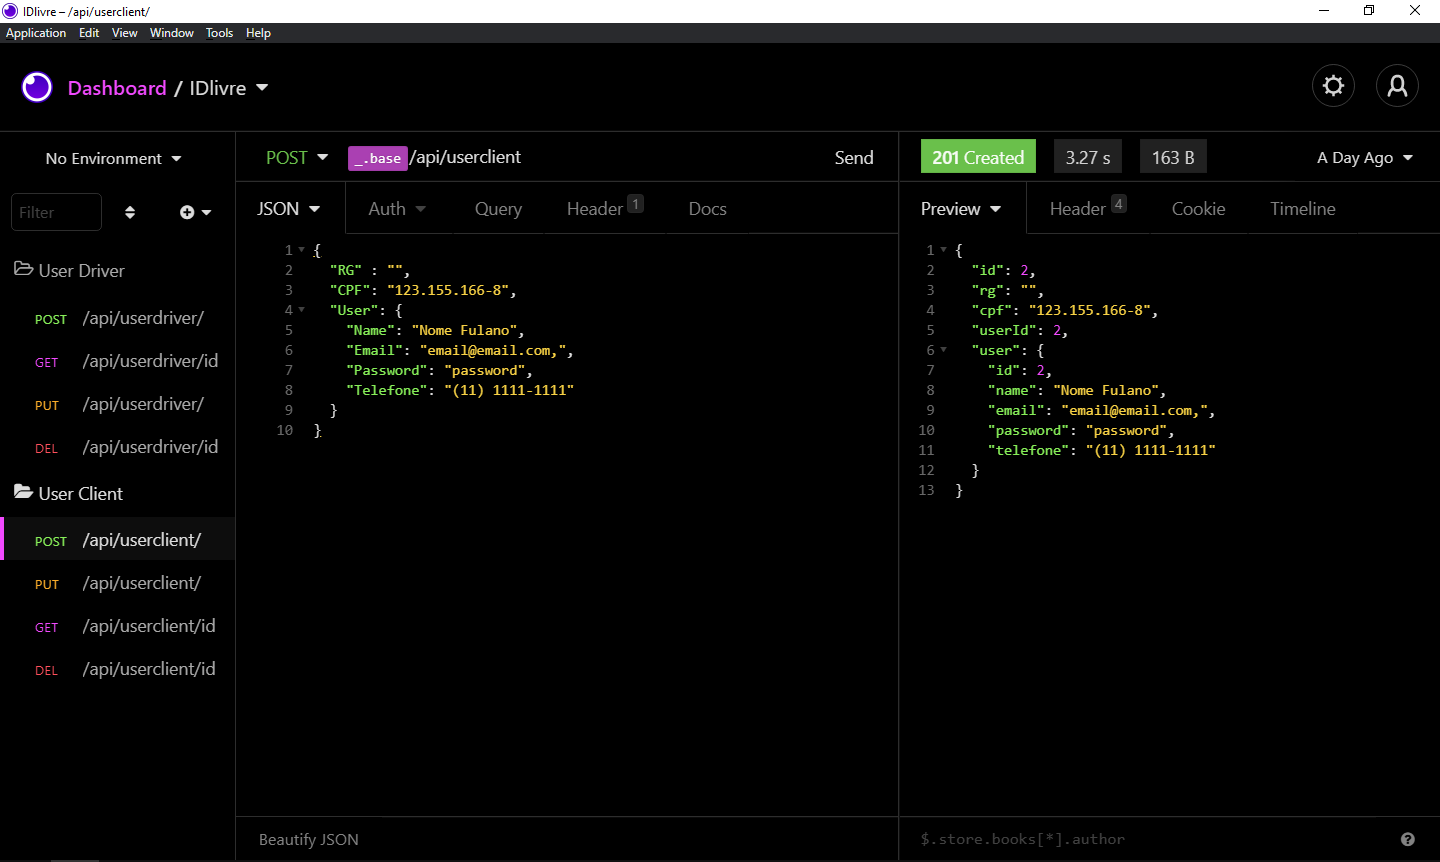 IDlivre – /api/userclient/
Application Edit View Window Tools Help
Dashboard / IDlivre
No Environment
Filter
User Driver
POST /api/userdriver/
GET /api/userdriver/id
PUT /api/userdriver/
DEL /api/userdriver/id
User Client
POST /api/userclient/
PUT /api/userclient/
GET /api/userclient/id
DEL /api/userclient/id
POST _.base /api/userclient Send
JSON Auth Query Header 1 Docs
1 {
2 "RG" : "",
3 "CPF": "123.155.166-8",
4 "User": {
5 "Name": "Nome Fulano",
6 "Email": "email@email.com,",
7 "Password": "password",
8 "Telefone": "(11) 1111-1111"
9 }
10 }
Beautify JSON
201 Created 3.27 s 163 B A Day Ago
Preview Header 4 Cookie Timeline
1 {
2 "id": 2,
3 "rg": "",
4 "cpf": "123.155.166-8",
5 "userId": 2,
6 "user": {
7 "id": 2,
8 "name": "Nome Fulano",
9 "email": "email@email.com,",
10 "password": "password",
11 "telefone": "(11) 1111-1111"
12 }
13 }
$.store.books[*].author